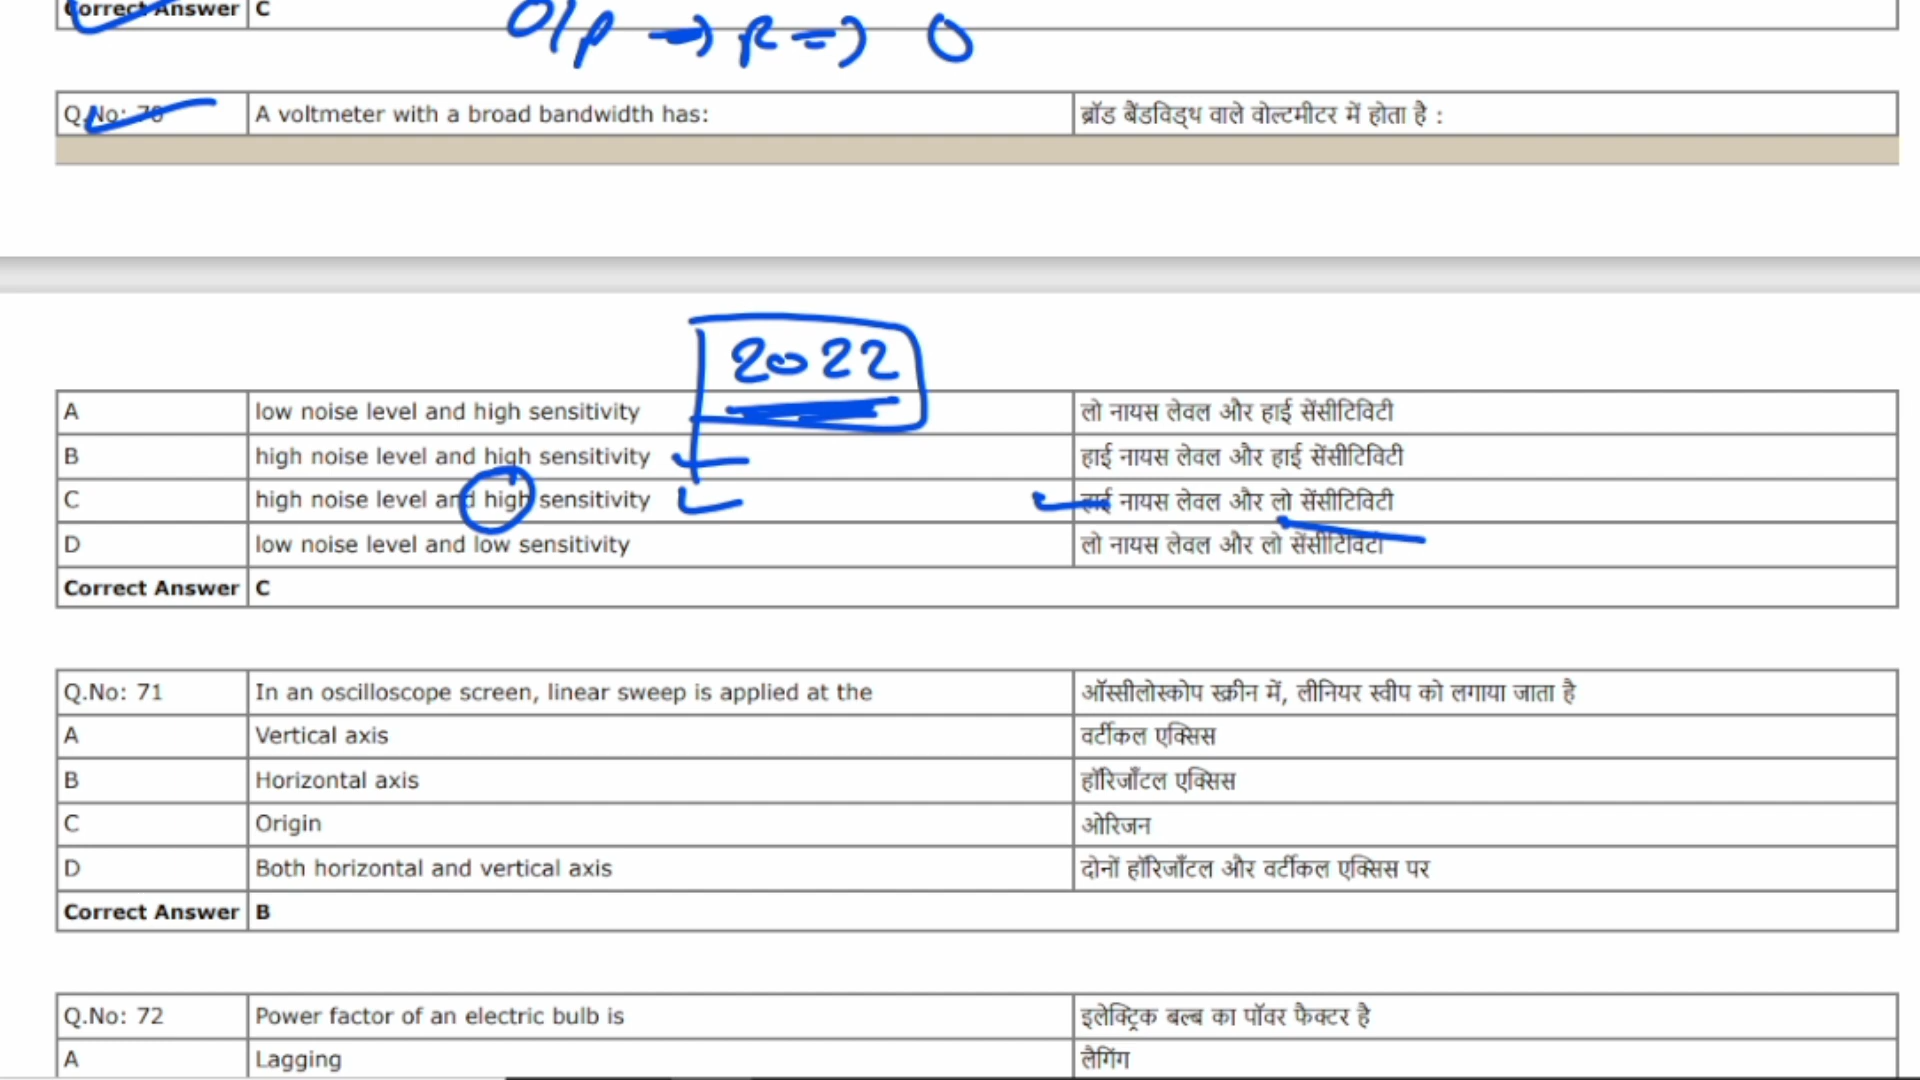 Correct Answer C
O/p → R => 0
Q.No: 70 A voltmeter with a broad bandwidth has: ब्रॉड बैंडविड्थ वाले वोल्टमीटर में होता है :
2022
A low noise level and high sensitivity लो नायस लेवल और हाई सेंसीटिविटी
B high noise level and high sensitivity हाई नायस लेवल और हाई सेंसीटिविटी
C high noise level and high sensitivity हाई नायस लेवल और लो सेंसीटिविटी
D low noise level and low sensitivity लो नायस लेवल और लो सेंसीटिविटी
Correct Answer C
Q.No: 71 In an oscilloscope screen, linear sweep is applied at the ऑस्सीलोस्कोप स्क्रीन में, लीनियर स्वीप को लगाया जाता है
A Vertical axis वर्टीकल एक्सिस
B Horizontal axis हॉरिजाँटल एक्सिस
C Origin ओरिजन
D Both horizontal and vertical axis दोनों हॉरिजाँटल और वर्टीकल एक्सिस पर
Correct Answer B
Q.No: 72 Power factor of an electric bulb is इलेक्ट्रिक बल्ब का पॉवर फैक्टर है
A Lagging लैगिंग